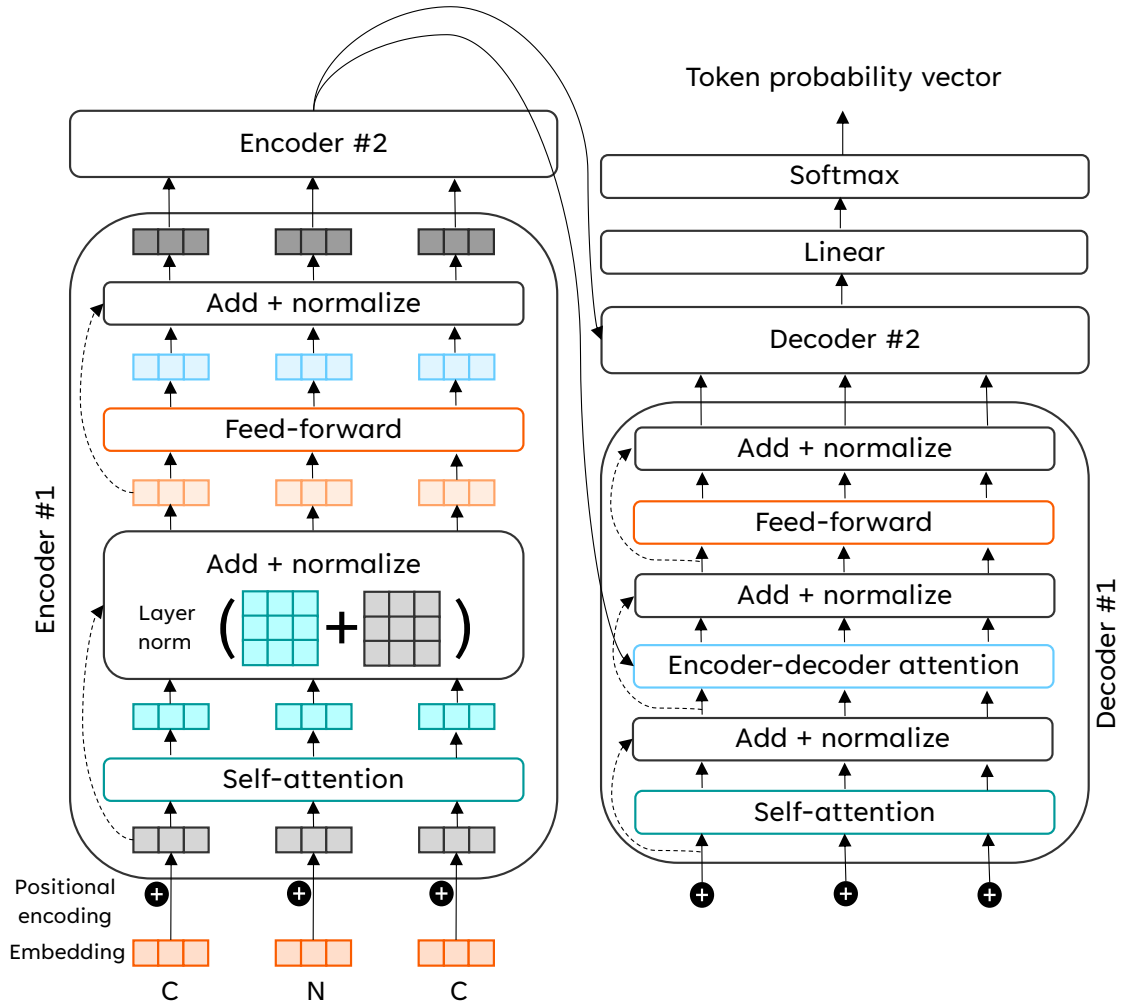 Encoder #2
Encoder #1
Add + normalize
Feed-forward
Add + normalize
Layer
norm
( + )
Self-attention
Positional
encoding
+ + +
Embedding
C N C
Token probability vector
Softmax
Linear
Decoder #2
Decoder #1
Add + normalize
Feed-forward
Add + normalize
Encoder-decoder attention
Add + normalize
Self-attention
+ + +